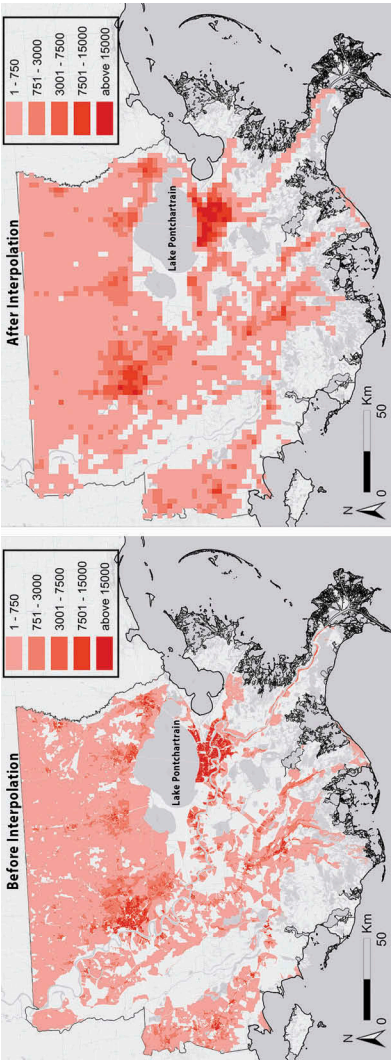 Before Interpolation
1 - 750
751 - 3000
3001 - 7500
7501 - 15000
above 15000
Lake Pontchartrain
N
0
50
Km
After Interpolation
1 - 750
751 - 3000
3001 - 7500
7501 - 15000
above 15000
Lake Pontchartrain
N
0
50
Km